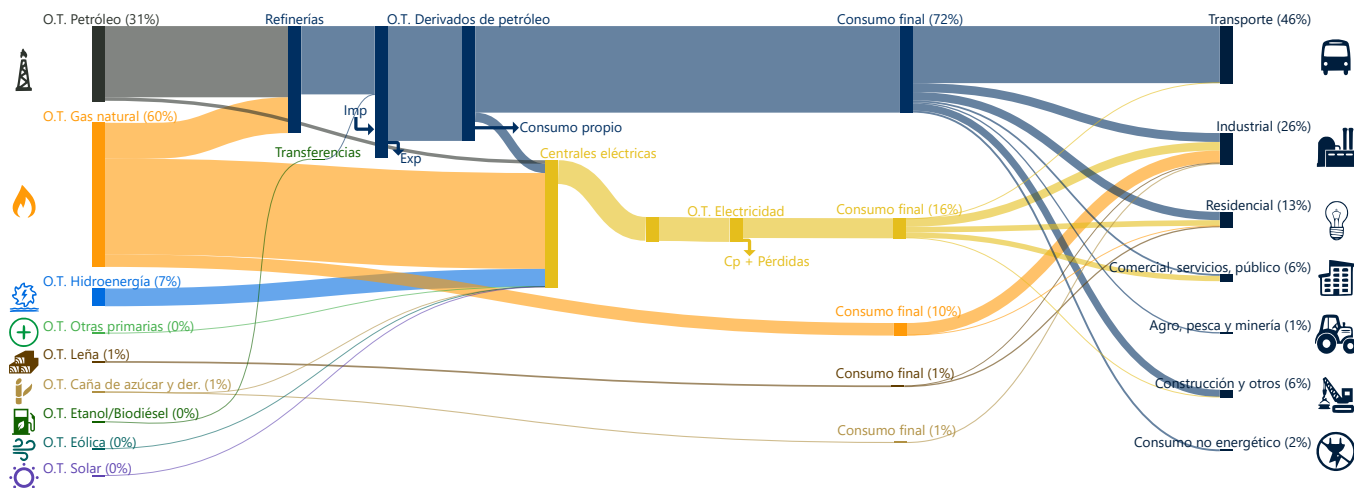 O.T. Petróleo (31%)
Refinerías
O.T. Derivados de petróleo
Consumo final (72%)
Transporte (46%)
Imp
O.T. Gas natural (60%)
Consumo propio
Industrial (26%)
Transferencias
Exp
Centrales eléctricas
O.T. Electricidad
Consumo final (16%)
Residencial (13%)
Cp + Pérdidas
Comercial, servicios, público (6%)
O.T. Hidroenergía (7%)
Consumo final (10%)
O.T. Otras primarias (0%)
Agro, pesca y minería (1%)
O.T. Leña (1%)
Consumo final (1%)
O.T. Caña de azúcar y der. (1%)
Construcción y otros (6%)
O.T. Etanol/Biodiésel (0%)
Consumo final (1%)
O.T. Eólica (0%)
Consumo no energético (2%)
O.T. Solar (0%)